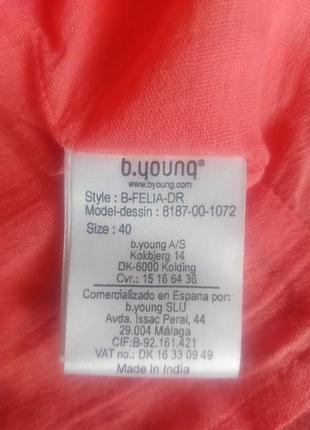 b.young®
www.byoung.com
Style : B-FELIA-DR
Model-dessin : 8187-00-1072
Size : 40
b.young A/S
Kokbjerg 14
DK-6000 Kolding
Cvr.: 15 16 64 36
Comercializado en Espana por:
b.young SLU
Avda. Issac Peral, 44
29.004 Málaga
CIF:B-92.161.421
VAT no.: DK 16 33 09 49
Made in India